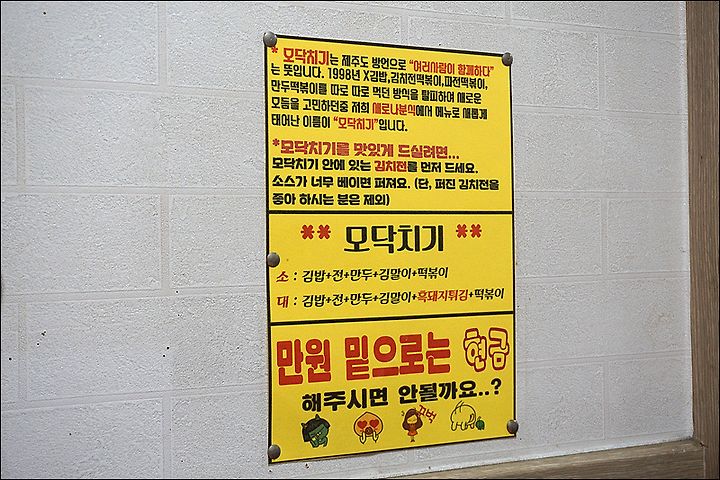 * 모닥치기는 제주도 방언으로 "여러사람이 함께하다"
는 뜻입니다. 1998년 X김밥,김치전떡볶이,파전떡볶이,
만두떡볶이를 따로 따로 먹던 방식을 탈피하여 새로운
모듬을 고민하던중 저희 새로나분식에서 메뉴로 새롭게
태어난 이름이 "모닥치기"입니다.
*모닥치기를 맛있게 드실려면...
모닥치기 안에 있는 김치전를 먼저 드세요.
소스가 너무 베이면 퍼져요. (단, 퍼진 김치전을
좋아 하시는 분은 제외)
** 모닥치기 **
소 : 김밥+전+만두+김말이+떡볶이
대 : 김밥+전+만두+김말이+흑돼지튀김+떡볶이
만원 밑으로는 현금
해주시면 안될까요..?
꾸벅